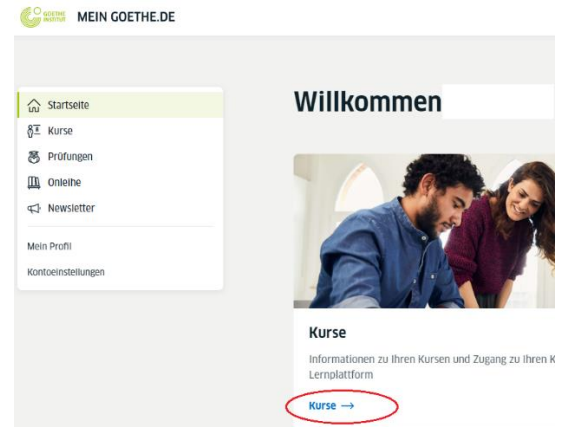 GOETHE INSTITUT
MEIN GOETHE.DE
Startseite
Kurse
Prüfungen
Onleihe
Newsletter
Mein Profil
Kontoeinstellungen
Willkommen
Kurse
Informationen zu Ihren Kursen und Zugang zu Ihren K
Lernplattform
Kurse →